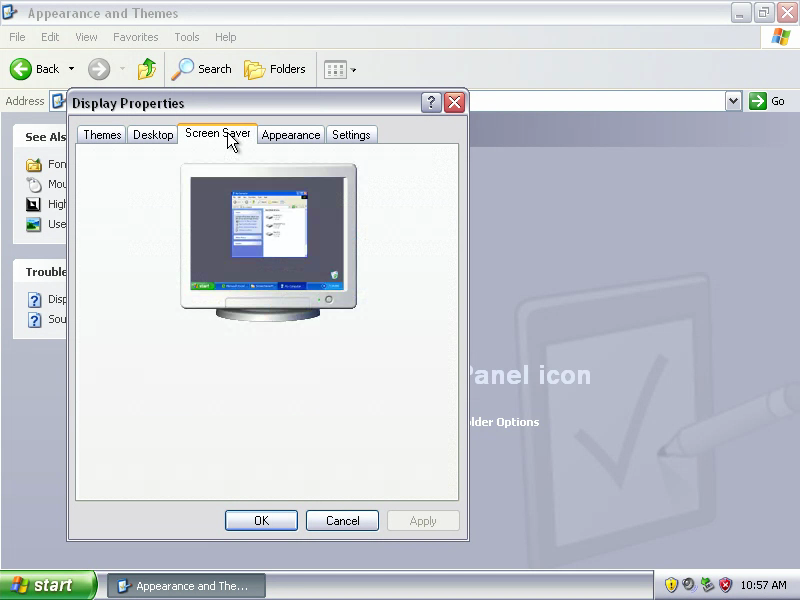 Appearance and Themes
File Edit View Favorites Tools Help
Back Search Folders
Address Go
Display Properties
Themes Desktop Screen Saver Appearance Settings
See Als
Fon
Mou
High
Use
Trouble
Disp
Sou
Panel icon
lder Options
OK Cancel Apply
start Appearance and The... 10:57 AM